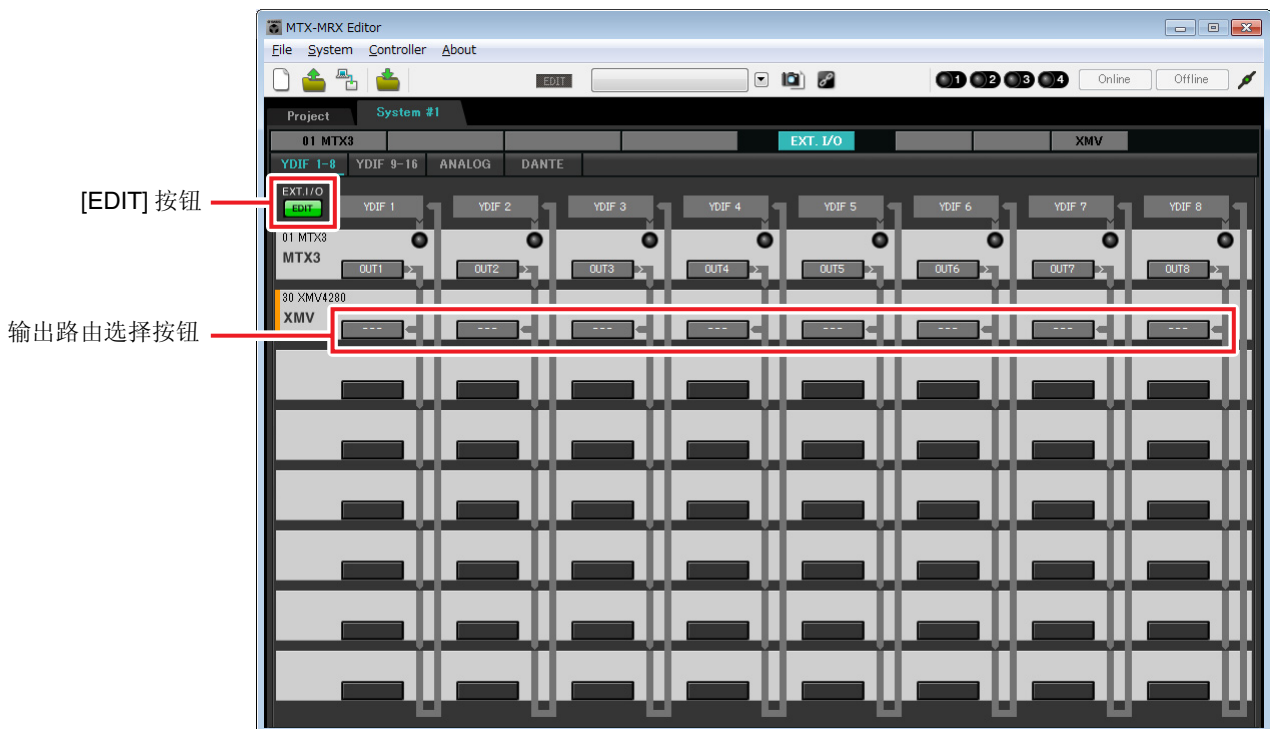 MTX-MRX Editor
File System Controller About
EDIT 1 2 3 4 Online Offline
Project System #1
01 MTX3 EXT. I/O XMV
YDIF 1-8 YDIF 9-16 ANALOG DANTE
EXT.I/O
[EDIT] 按钮
EDIT YDIF 1 YDIF 2 YDIF 3 YDIF 4 YDIF 5 YDIF 6 YDIF 7 YDIF 8
01 MTX3
MTX3
OUT1 OUT2 OUT3 OUT4 OUT5 OUT6 OUT7 OUT8
30 XMV4280
XMV
输出路由选择按钮
--- --- --- --- --- --- --- ---